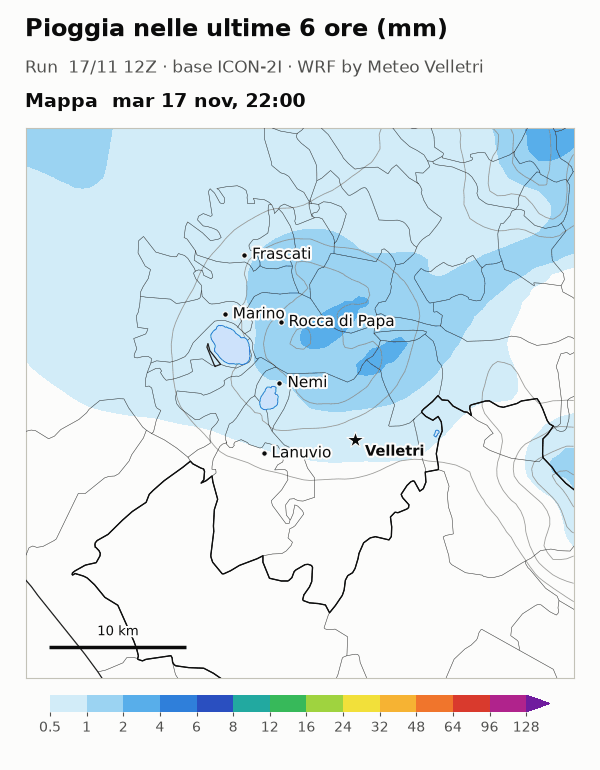 Pioggia nelle ultime 6 ore (mm)
Run  17/11 12Z · base ICON-2I · WRF by Meteo Velletri
Mappa  mar 17 nov, 22:00
Frascati
Marino
Rocca di Papa
Nemi
Velletri
Lanuvio
10 km
0.5 1 2 4 6 8 12 16 24 32 48 64 96 128